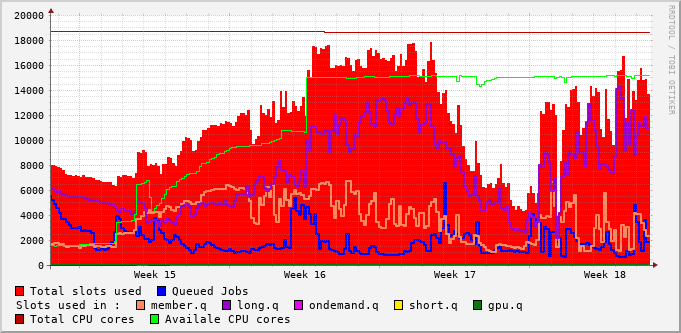 20000
18000
16000
14000
12000
10000
8000
6000
4000
2000
0
Week 15 Week 16 Week 17 Week 18
RRDTOOL / TOBI OETIKER
Total slots used Queued Jobs
Slots used in : member.q long.q ondemand.q short.q gpu.q
Total CPU cores Availale CPU cores